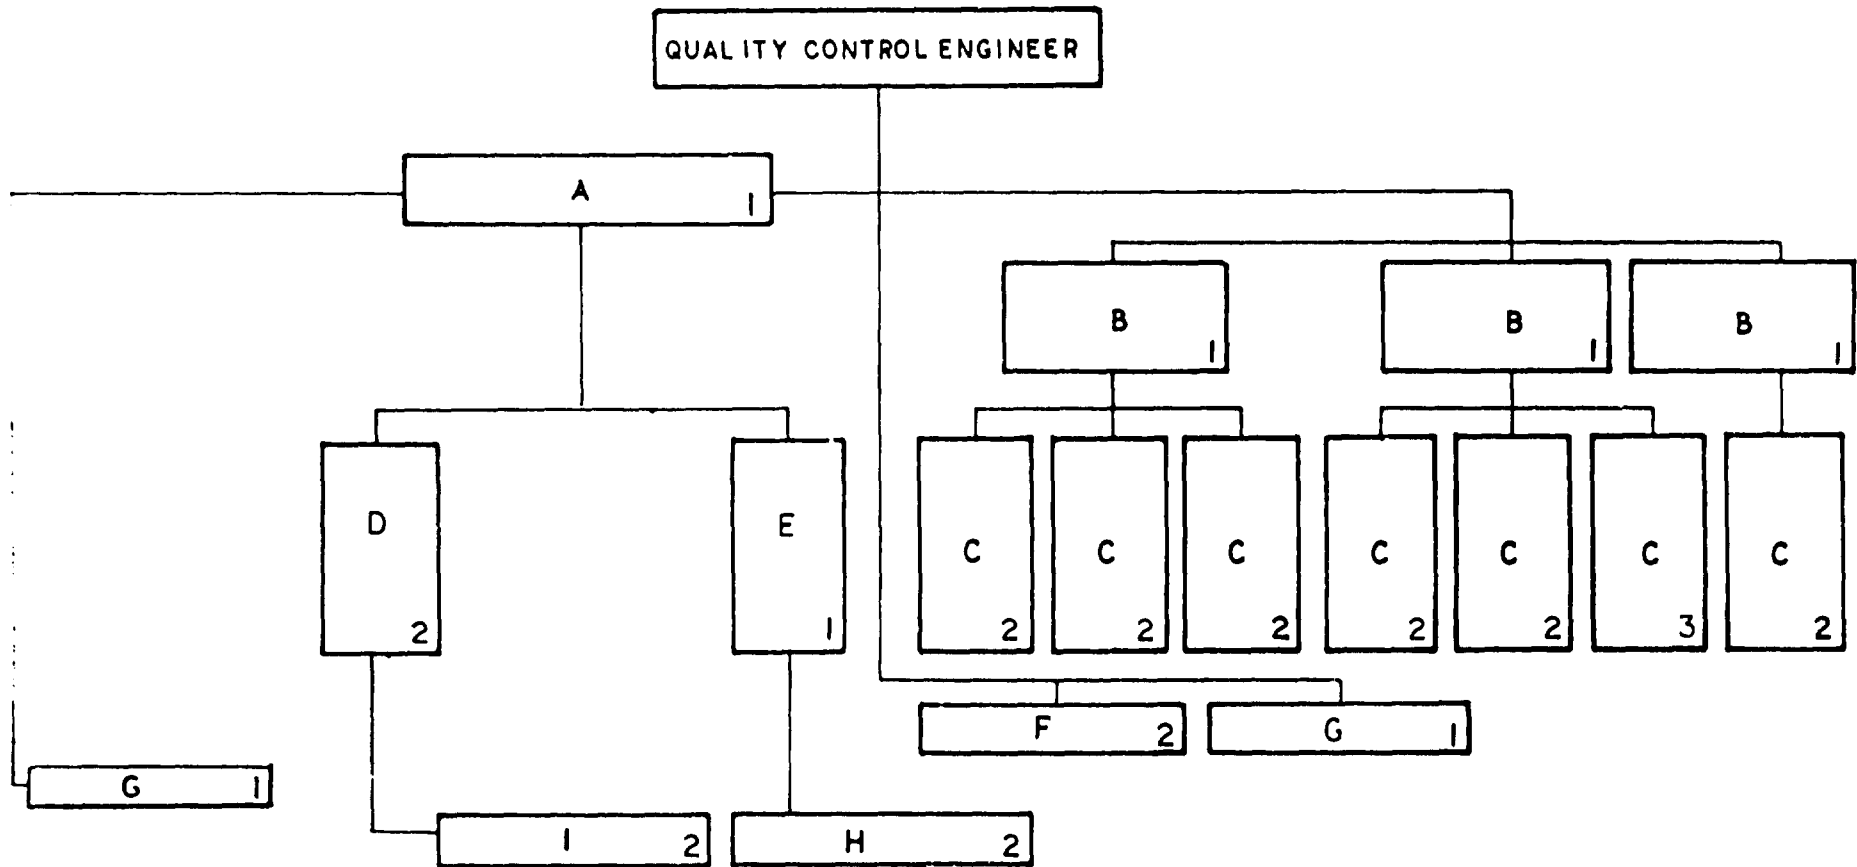 QUALITY CONTROL ENGINEER
A 1
B 1
B 1
B 1
D 2
E 1
C 2
C 2
C 2
C 2
C 2
C 3
C 2
F 2
G 1
G 1
I 2
H 2